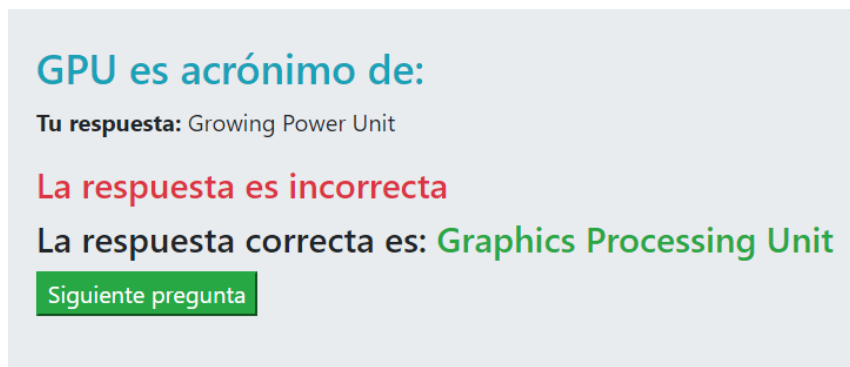 GPU es acrónimo de:
Tu respuesta: Growing Power Unit
La respuesta es incorrecta
La respuesta correcta es: Graphics Processing Unit
Siguiente pregunta